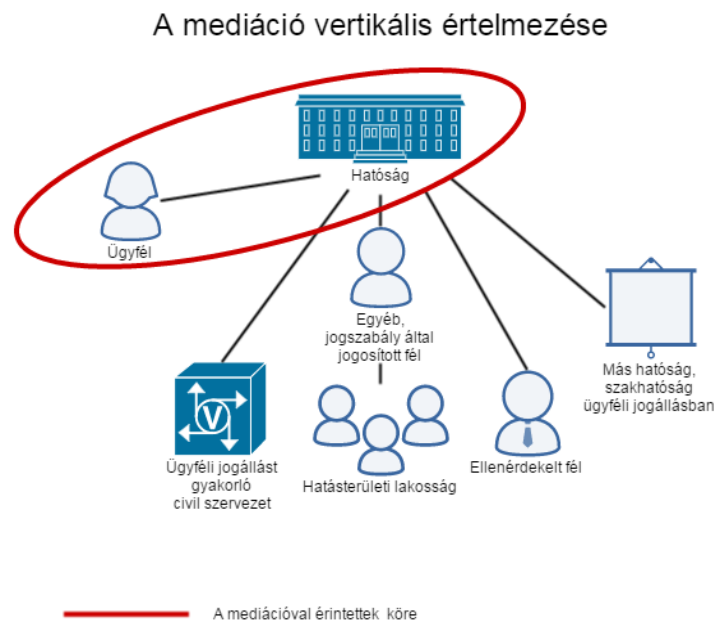 A mediáció vertikális értelmezése
Hatóság
Ügyfél
Egyéb,
jogszabály által
jogosított fél
Más hatóság,
szakhatóság
ügyféli jogállásban
V
Ügyféli jogállást
gyakorló
civil szervezet
Hatásterületi lakosság
Ellenérdekelt fél
A mediációval érintettek köre